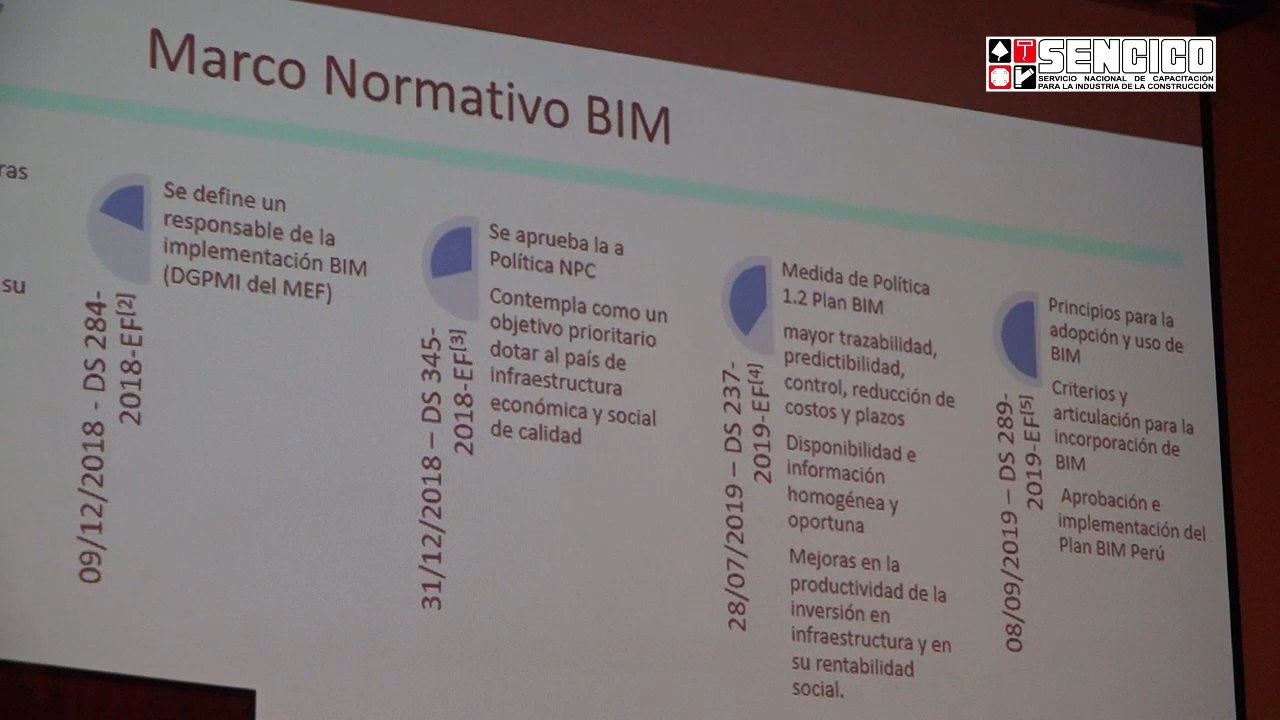 SENCICO
SERVICIO NACIONAL DE CAPACITACIÓN
PARA LA INDUSTRIA DE LA CONSTRUCCIÓN
Marco Normativo BIM
su
09/12/2018 - DS 284-
2018-EF[2]
Se define un
responsable de la
implementación BIM
(DGPMI del MEF)
31/12/2018 – DS 345-
2018-EF[3]
Se aprueba la a
Política NPC
Contempla como un
objetivo prioritario
dotar al país de
infraestructura
económica y social
de calidad
28/07/2019 – DS 237-
2019-EF[4]
Medida de Política
1.2 Plan BIM
mayor trazabilidad,
predictibilidad,
control, reducción de
costos y plazos
Disponibilidad e
información
homogénea y
oportuna
Mejoras en la
productividad de la
inversión en
infraestructura y en
su rentabilidad
social.
08/09/2019 – DS 289-
2019-EF[5]
Principios para la
adopción y uso de
BIM
Criterios y
articulación para la
incorporación de
BIM
Aprobación e
implementación del
Plan BIM Perú